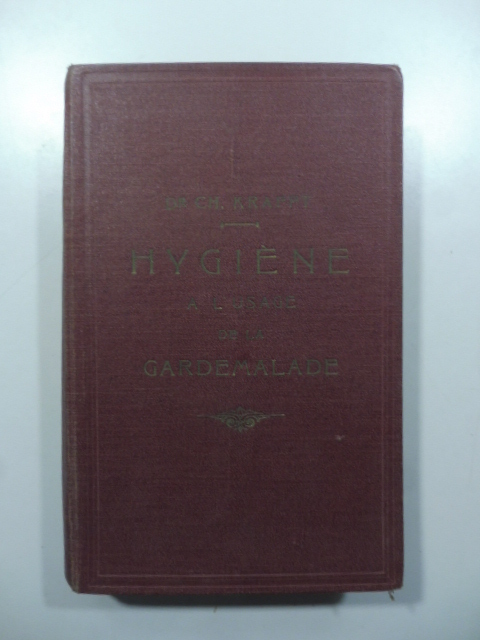 Dr CH. KRAFFT
HYGIÈNE
A L'USAGE
DE LA
GARDEMALADE